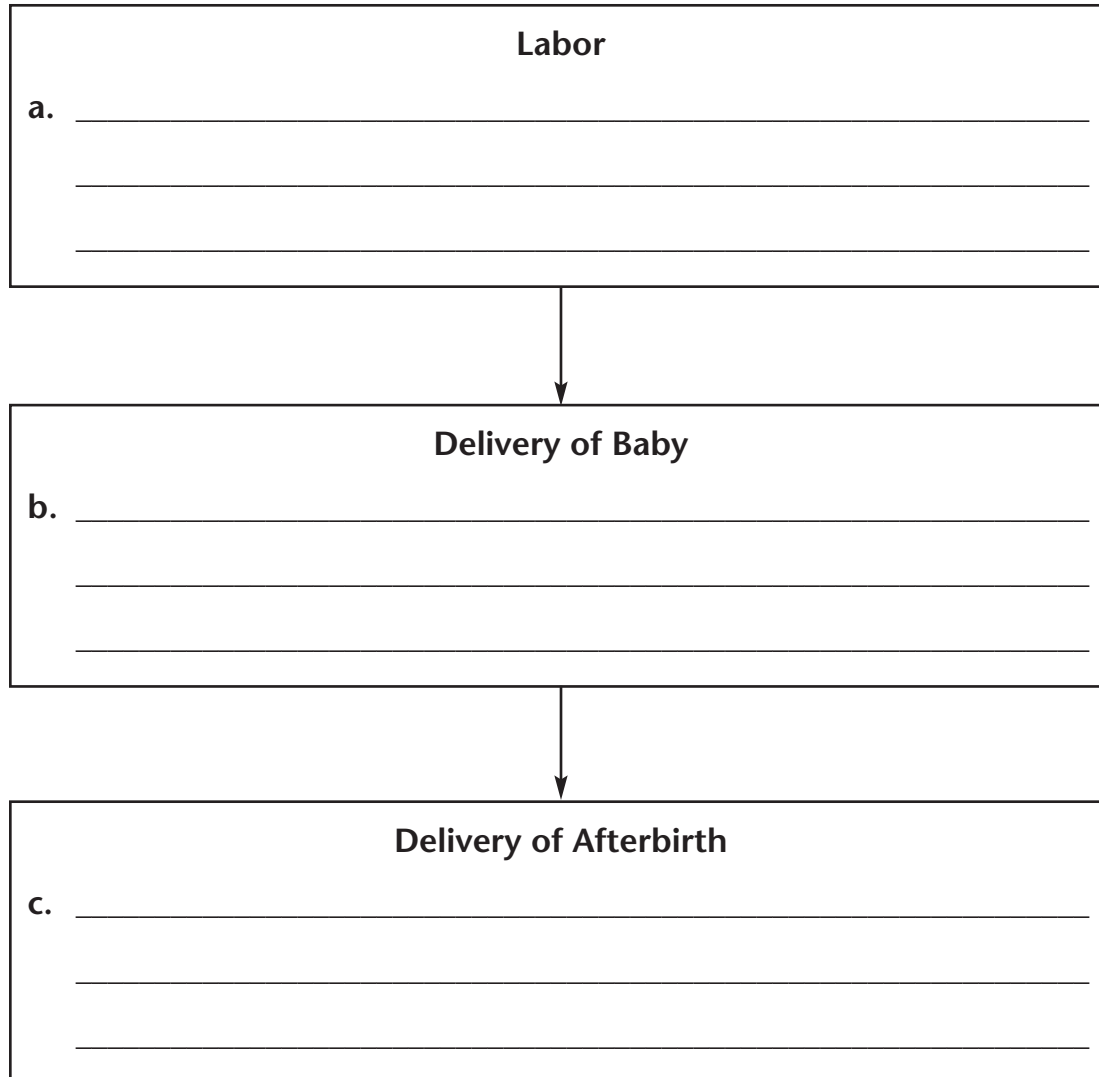 Labor
a.
Delivery of Baby
b.
Delivery of Afterbirth
c.